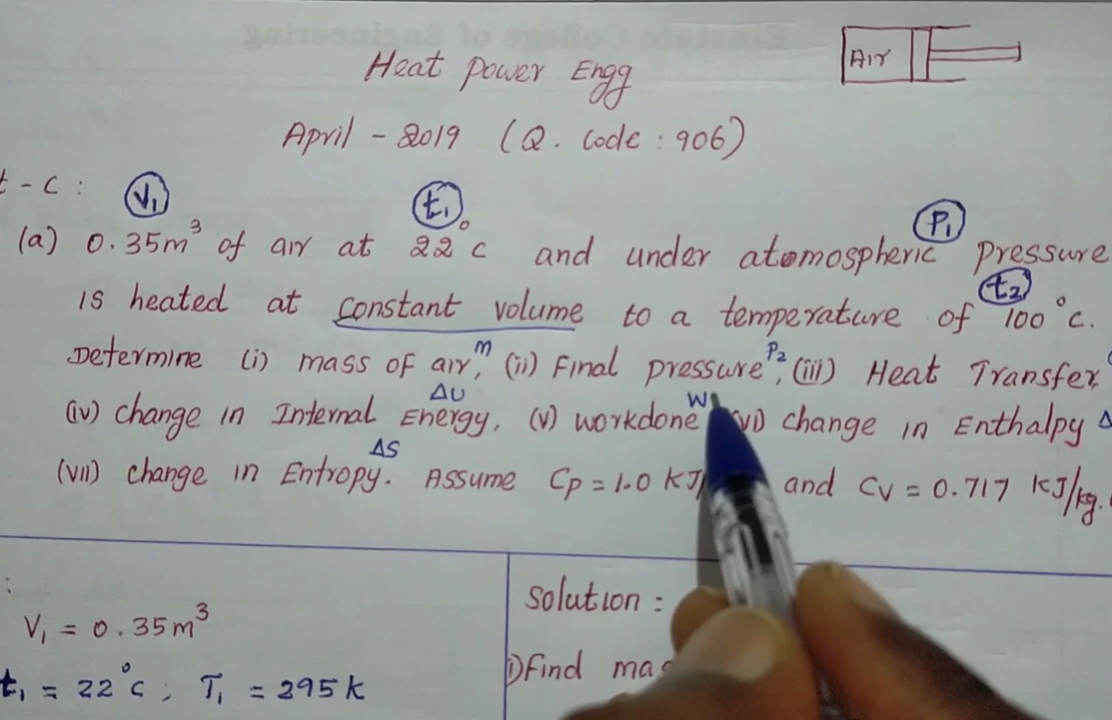 Heat Power Engg
Air
April - 2019 (Q. Code : 906)
t - C :
V₁ t₁ P₁
(a) 0.35m³ of air at 22°c and under atomospheric pressure
t₂
is heated at constant volume to a temperature of 100°c.
m P₂
Determine (i) mass of air, (ii) Final pressure, (iii) Heat Transfer
ΔU W
(iv) change in Internal Energy, (v) workdone (vi) change in Enthalpy Δ
ΔS
(vii) change in Entropy. Assume Cp = 1.0 KJ/ and Cv = 0.717 KJ/kg.
:
V₁ = 0.35m³
t₁ = 22°c, T₁ = 295 k
Solution :
i) Find mas